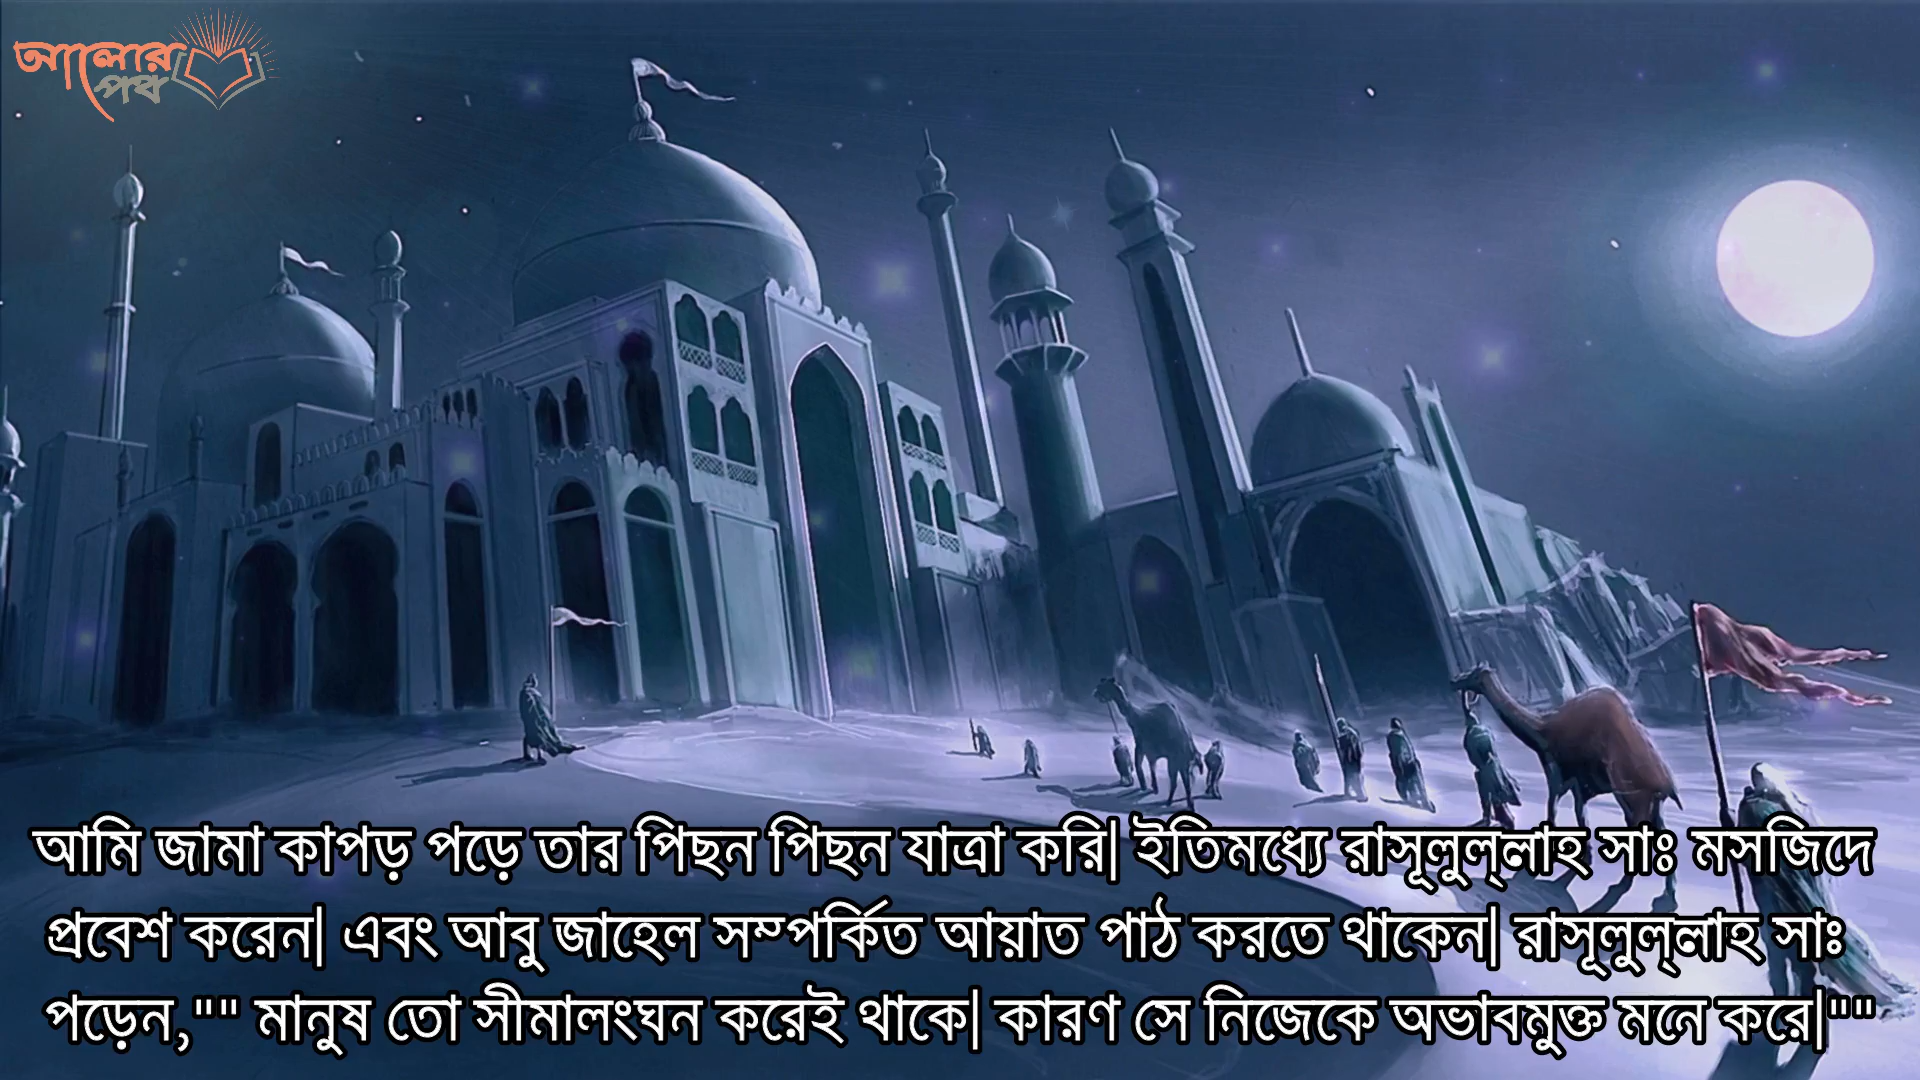 আলোর
পথ
আমি জামা কাপড় পড়ে তার পিছন পিছন যাত্রা করি| ইতিমধ্যে রাসূলুল্লাহ সাঃ মসজিদে
প্রবেশ করেন| এবং আবু জাহেল সম্পর্কিত আয়াত পাঠ করতে থাকেন| রাসূলুল্লাহ সাঃ
পড়েন,"" মানুষ তো সীমালংঘন করেই থাকে| কারণ সে নিজেকে অভাবমুক্ত মনে করে|""